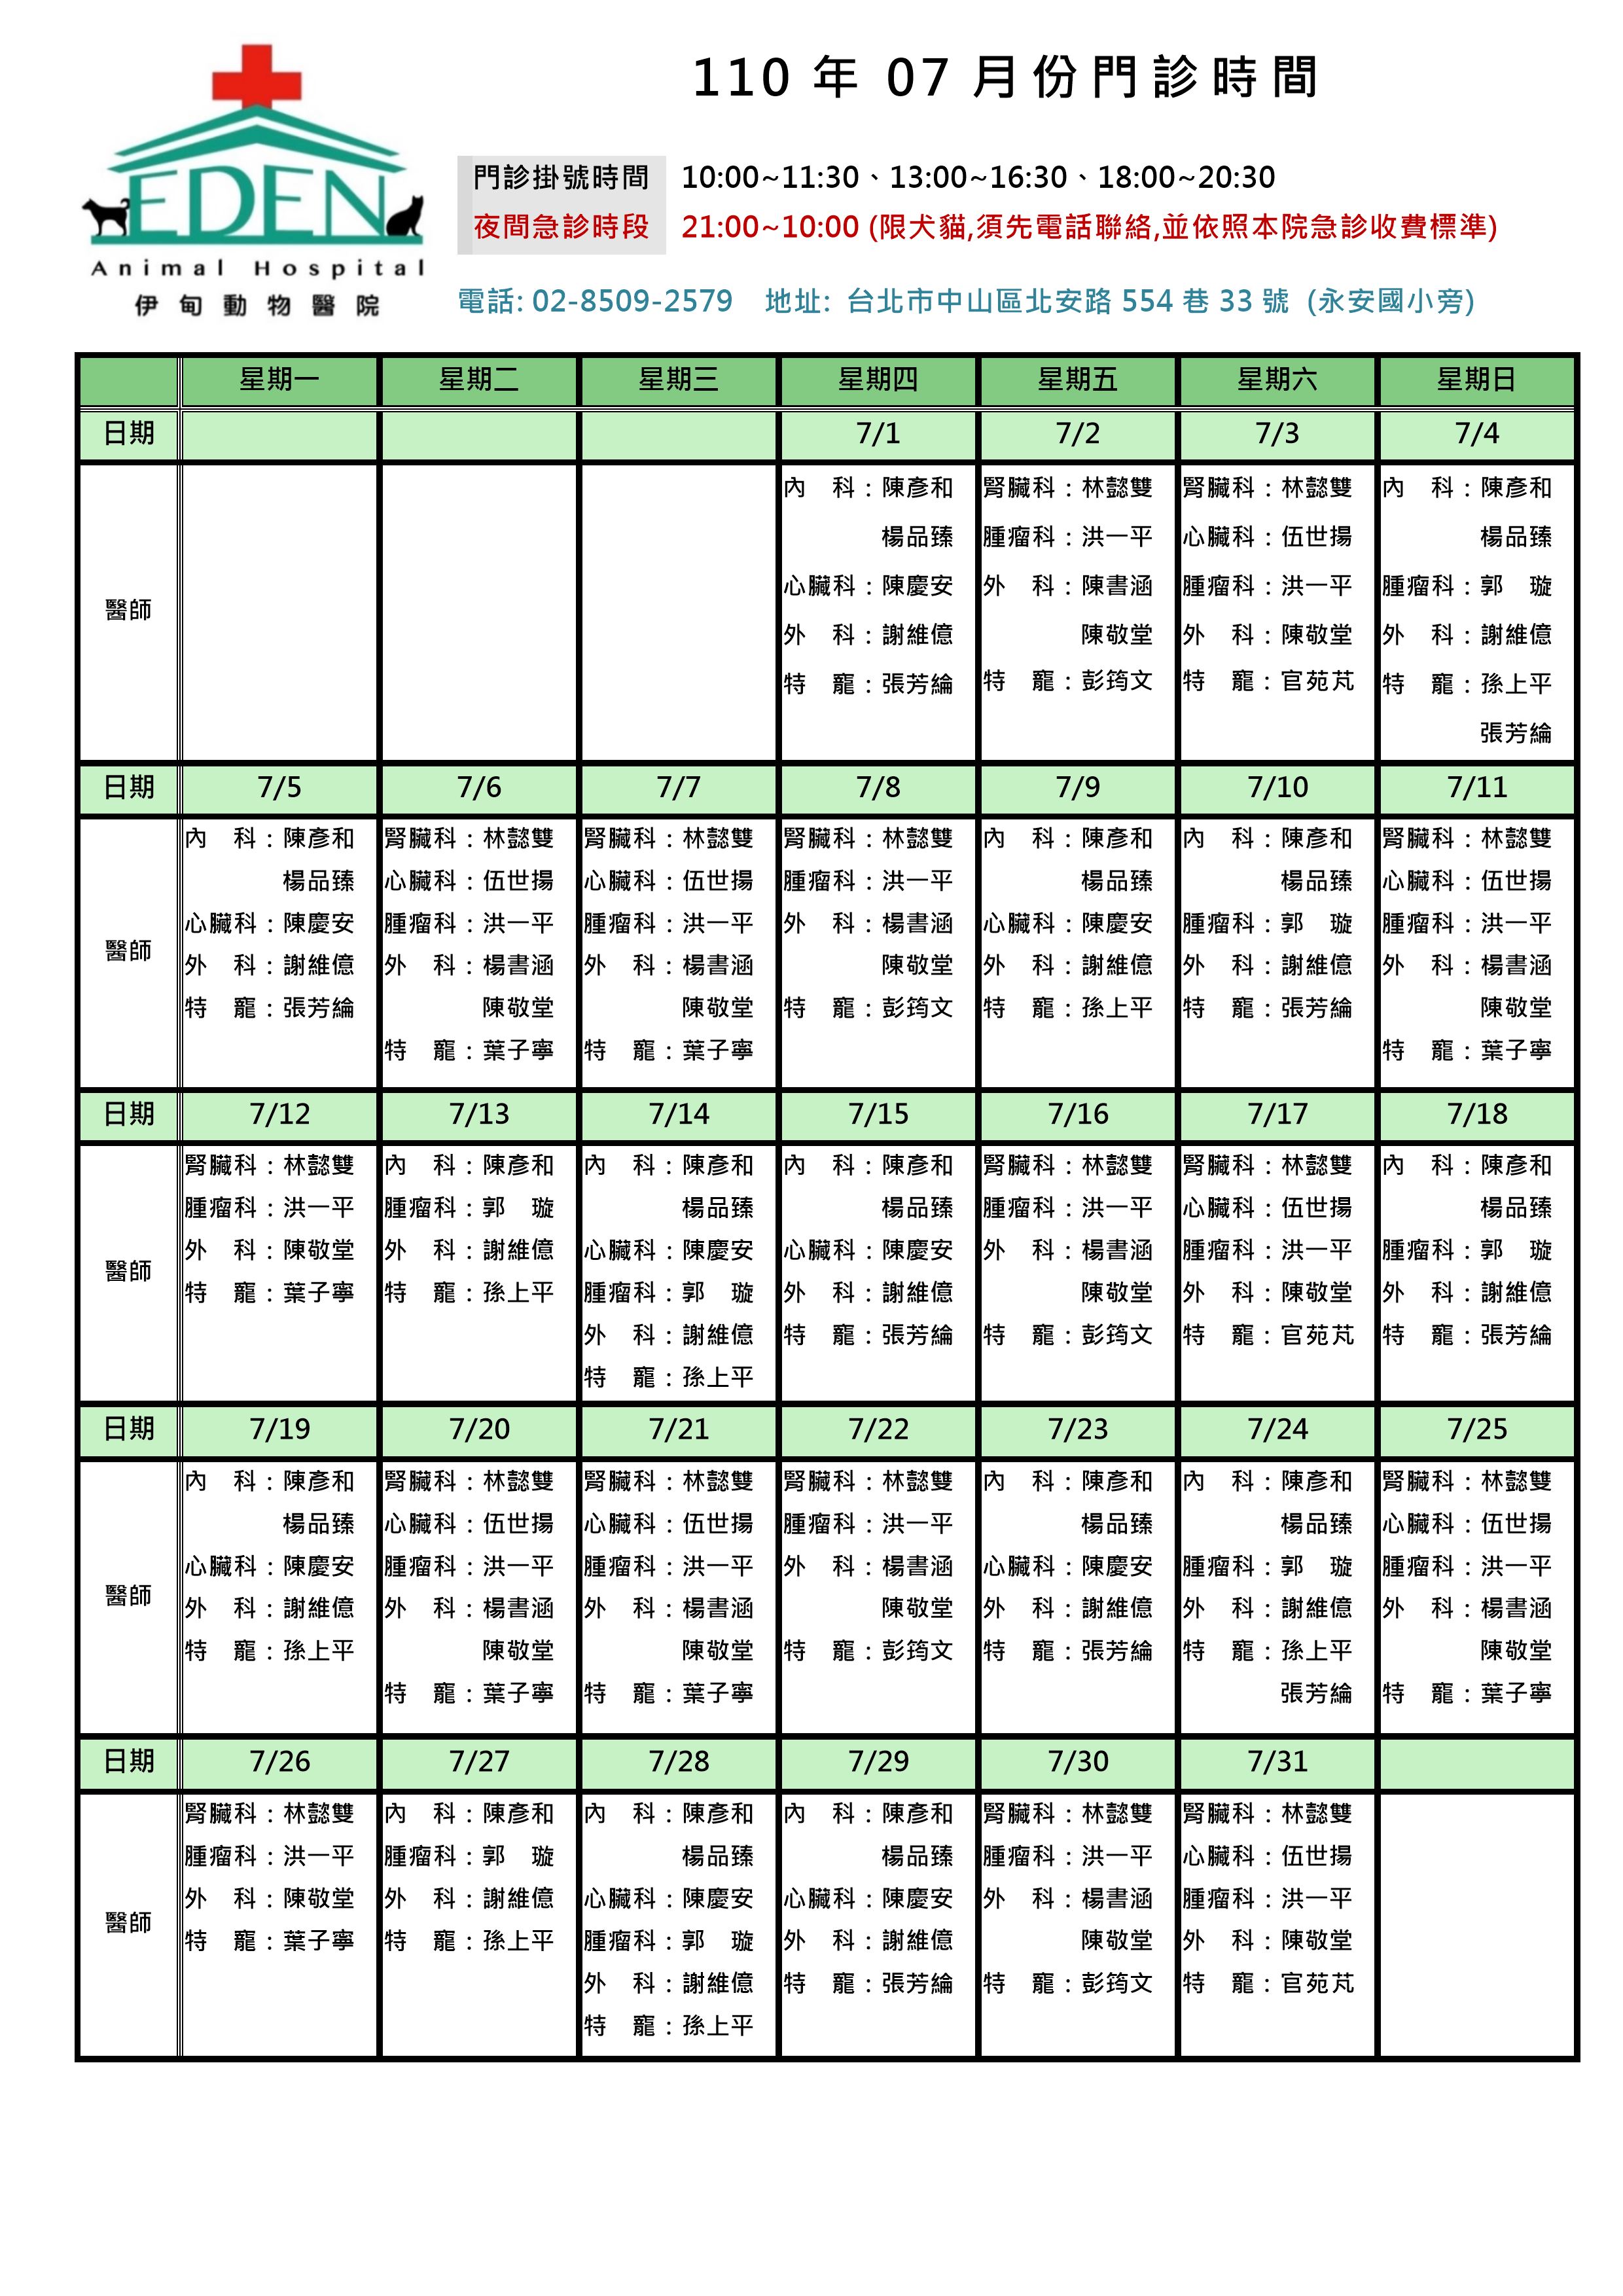 110 年 07 月份門診時間
EDEN
Animal Hospital
伊甸動物醫院
門診掛號時間 10:00~11:30、13:00~16:30、18:00~20:30
夜間急診時段 21:00~10:00 (限犬貓,須先電話聯絡,並依照本院急診收費標準)
電話: 02-8509-2579 地址: 台北市中山區北安路 554 巷 33 號 (永安國小旁)
星期一 星期二 星期三 星期四 星期五 星期六 星期日
日期 7/1 7/2 7/3 7/4
醫師
內 科：陳彥和
楊品臻
心臟科：陳慶安
外 科：謝維億
特 寵：張芳綸
腎臟科：林懿雙
腫瘤科：洪一平
外 科：陳書涵
陳敬堂
特 寵：彭筠文
腎臟科：林懿雙
心臟科：伍世揚
腫瘤科：洪一平
外 科：陳敬堂
特 寵：官苑芃
內 科：陳彥和
楊品臻
腫瘤科：郭 璇
外 科：謝維億
特 寵：孫上平
張芳綸
日期 7/5 7/6 7/7 7/8 7/9 7/10 7/11
醫師
內 科：陳彥和
楊品臻
心臟科：陳慶安
外 科：謝維億
特 寵：張芳綸
腎臟科：林懿雙
心臟科：伍世揚
腫瘤科：洪一平
外 科：楊書涵
陳敬堂
特 寵：葉子寧
腎臟科：林懿雙
心臟科：伍世揚
腫瘤科：洪一平
外 科：楊書涵
陳敬堂
特 寵：葉子寧
腎臟科：林懿雙
腫瘤科：洪一平
外 科：楊書涵
陳敬堂
特 寵：彭筠文
內 科：陳彥和
楊品臻
心臟科：陳慶安
外 科：謝維億
特 寵：孫上平
內 科：陳彥和
楊品臻
腫瘤科：郭 璇
外 科：謝維億
特 寵：張芳綸
腎臟科：林懿雙
心臟科：伍世揚
腫瘤科：洪一平
外 科：楊書涵
陳敬堂
特 寵：葉子寧
日期 7/12 7/13 7/14 7/15 7/16 7/17 7/18
醫師
腎臟科：林懿雙
腫瘤科：洪一平
外 科：陳敬堂
特 寵：葉子寧
內 科：陳彥和
腫瘤科：郭 璇
外 科：謝維億
特 寵：孫上平
內 科：陳彥和
楊品臻
心臟科：陳慶安
腫瘤科：郭 璇
外 科：謝維億
特 寵：孫上平
內 科：陳彥和
楊品臻
心臟科：陳慶安
外 科：謝維億
特 寵：張芳綸
腎臟科：林懿雙
腫瘤科：洪一平
外 科：楊書涵
陳敬堂
特 寵：彭筠文
腎臟科：林懿雙
心臟科：伍世揚
腫瘤科：洪一平
外 科：陳敬堂
特 寵：官苑芃
內 科：陳彥和
楊品臻
腫瘤科：郭 璇
外 科：謝維億
特 寵：張芳綸
日期 7/19 7/20 7/21 7/22 7/23 7/24 7/25
醫師
內 科：陳彥和
楊品臻
心臟科：陳慶安
外 科：謝維億
特 寵：孫上平
腎臟科：林懿雙
心臟科：伍世揚
腫瘤科：洪一平
外 科：楊書涵
陳敬堂
特 寵：葉子寧
腎臟科：林懿雙
心臟科：伍世揚
腫瘤科：洪一平
外 科：楊書涵
陳敬堂
特 寵：葉子寧
腎臟科：林懿雙
腫瘤科：洪一平
外 科：楊書涵
陳敬堂
特 寵：彭筠文
內 科：陳彥和
楊品臻
心臟科：陳慶安
外 科：謝維億
特 寵：張芳綸
內 科：陳彥和
楊品臻
腫瘤科：郭 璇
外 科：謝維億
特 寵：孫上平
張芳綸
腎臟科：林懿雙
心臟科：伍世揚
腫瘤科：洪一平
外 科：楊書涵
陳敬堂
特 寵：葉子寧
日期 7/26 7/27 7/28 7/29 7/30 7/31
醫師
腎臟科：林懿雙
腫瘤科：洪一平
外 科：陳敬堂
特 寵：葉子寧
內 科：陳彥和
腫瘤科：郭 璇
外 科：謝維億
特 寵：孫上平
內 科：陳彥和
楊品臻
心臟科：陳慶安
腫瘤科：郭 璇
外 科：謝維億
特 寵：孫上平
內 科：陳彥和
楊品臻
心臟科：陳慶安
外 科：謝維億
特 寵：張芳綸
腎臟科：林懿雙
腫瘤科：洪一平
外 科：楊書涵
陳敬堂
特 寵：彭筠文
腎臟科：林懿雙
心臟科：伍世揚
腫瘤科：洪一平
外 科：陳敬堂
特 寵：官苑芃